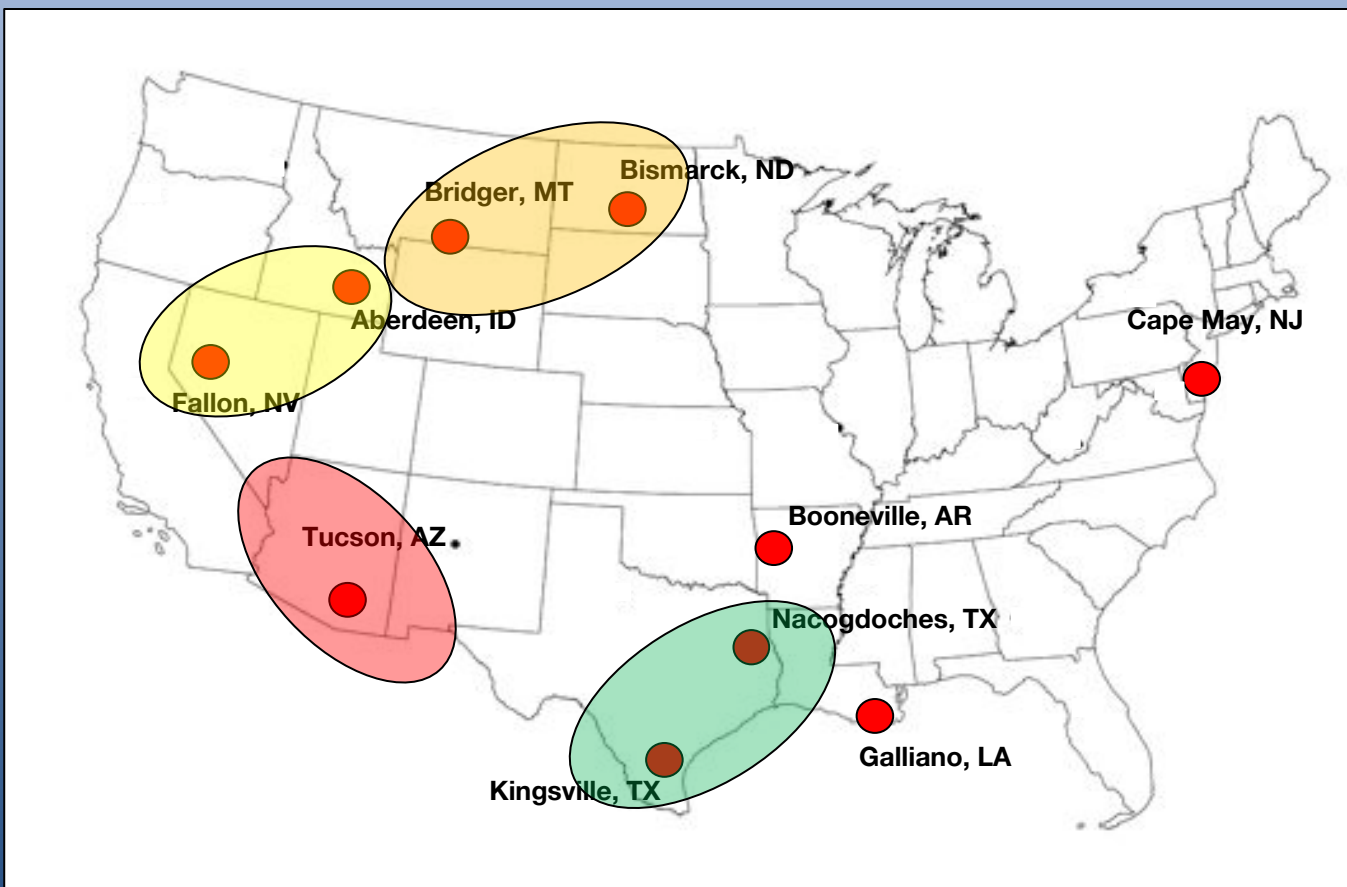 Bismarck, ND
Bridger, MT
Aberdeen, ID
Cape May, NJ
Fallon, NV
Booneville, AR
Tucson, AZ
Nacogdoches, TX
Galliano, LA
Kingsville, TX